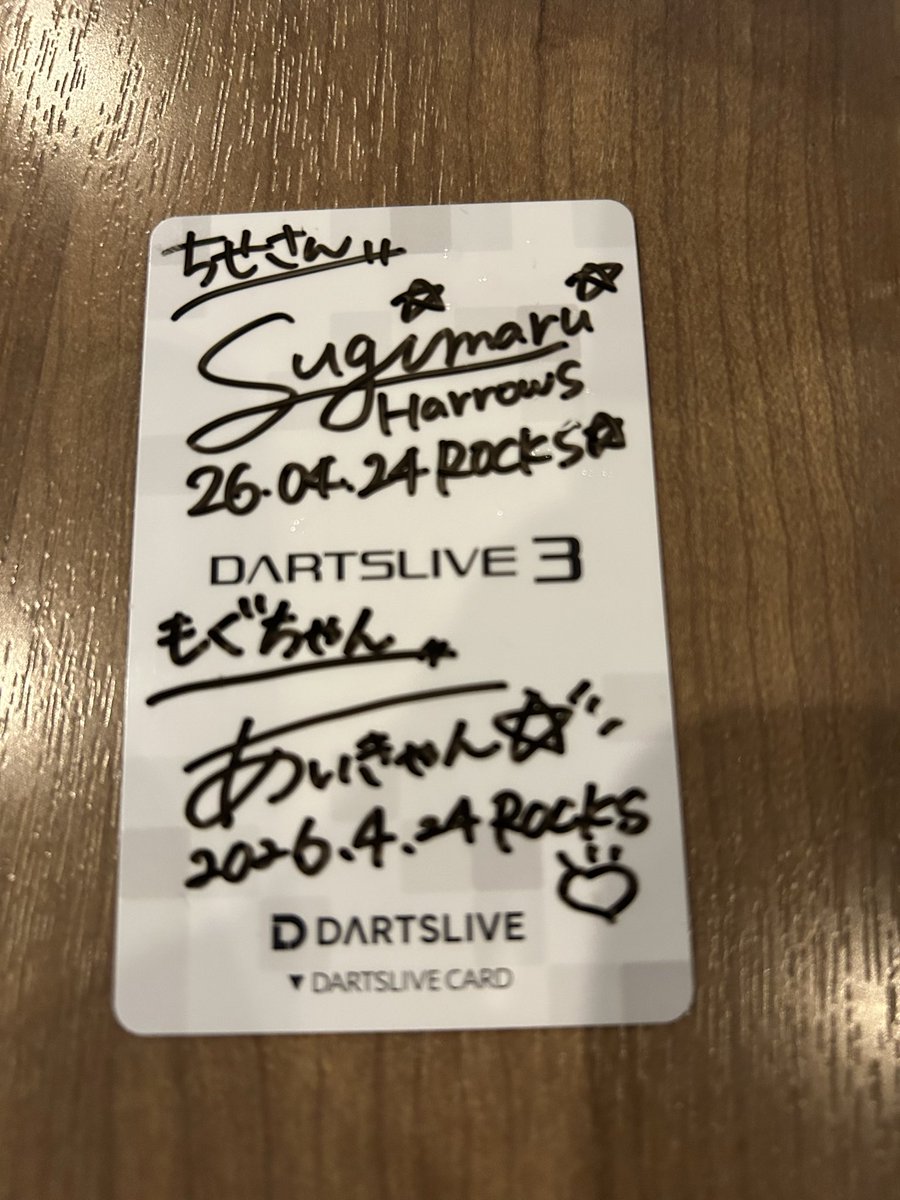 ちせさん!!
Sugimaru
Harrows
26.04.24 ROCKS
DARTSLIVE 3
もぐちゃん
あいきゃん
2026.4.24 ROCKS
DARTSLIVE
▼ DARTSLIVE CARD